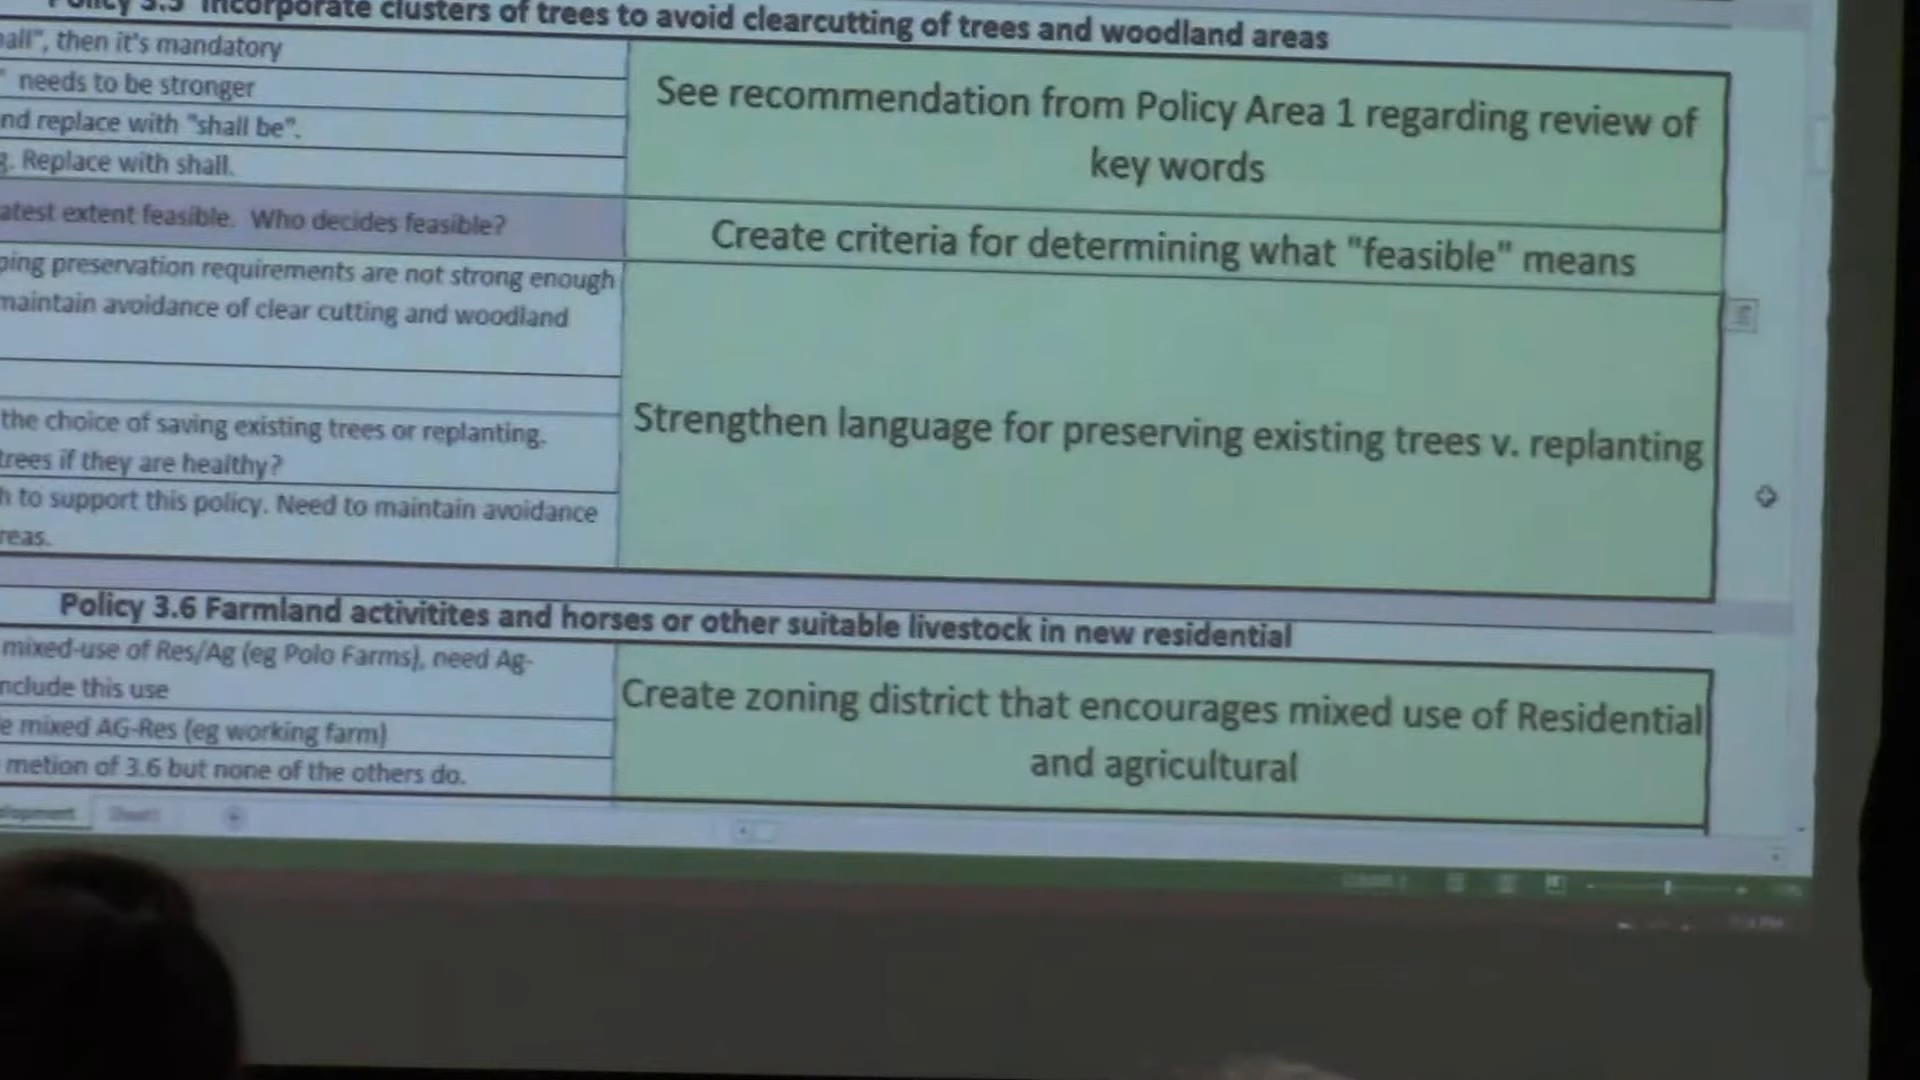 Policy 3.5 Incorporate clusters of trees to avoid clearcutting of trees and woodland areas
all", then it's mandatory
" needs to be stronger
nd replace with "shall be".
g. Replace with shall.
See recommendation from Policy Area 1 regarding review of
key words
atest extent feasible. Who decides feasible?
Create criteria for determining what "feasible" means
ping preservation requirements are not strong enough
maintain avoidance of clear cutting and woodland
the choice of saving existing trees or replanting.
trees if they are healthy?
h to support this policy. Need to maintain avoidance
reas.
Strengthen language for preserving existing trees v. replanting
Policy 3.6 Farmland activitites and horses or other suitable livestock in new residential
mixed-use of Res/Ag (eg Polo Farms), need Ag-
nclude this use
e mixed AG-Res (eg working farm)
metion of 3.6 but none of the others do.
Create zoning district that encourages mixed use of Residential
and agricultural
lopment